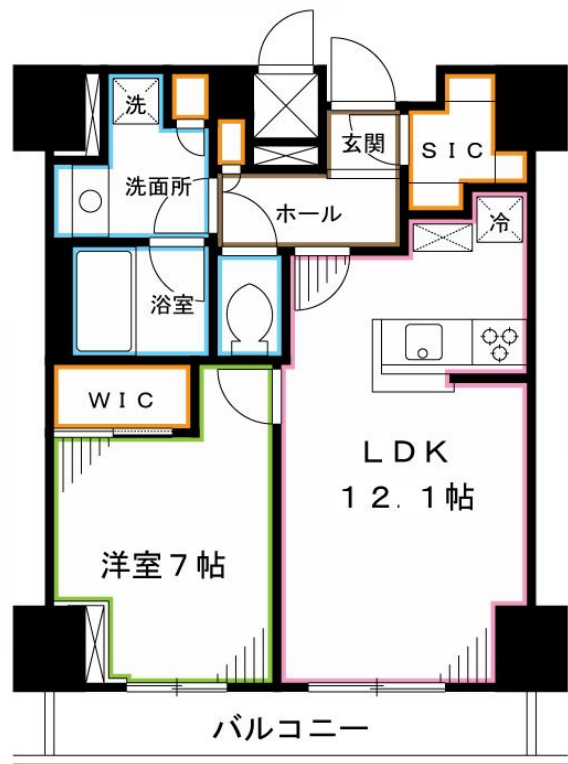 洗
玄関
SIC
洗面所
ホール
冷
浴室
WIC
LDK
12.1帖
洋室7帖
バルコニー